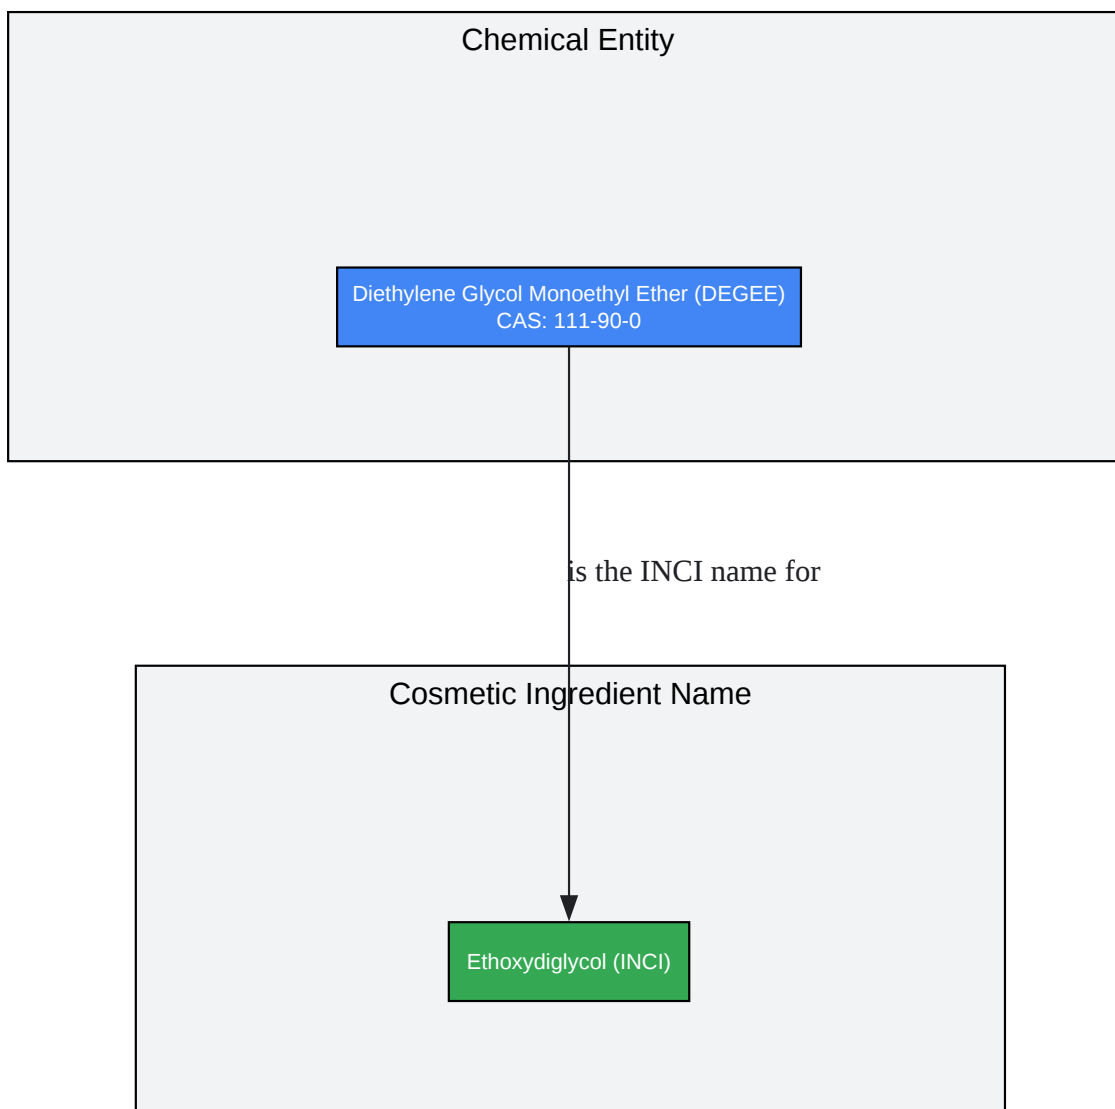 Chemical Entity
Diethylene Glycol Monoethyl Ether (DEGEE)
CAS: 111-90-0
is the INCI name for
Cosmetic Ingredient Name
Ethoxydiglycol (INCI)